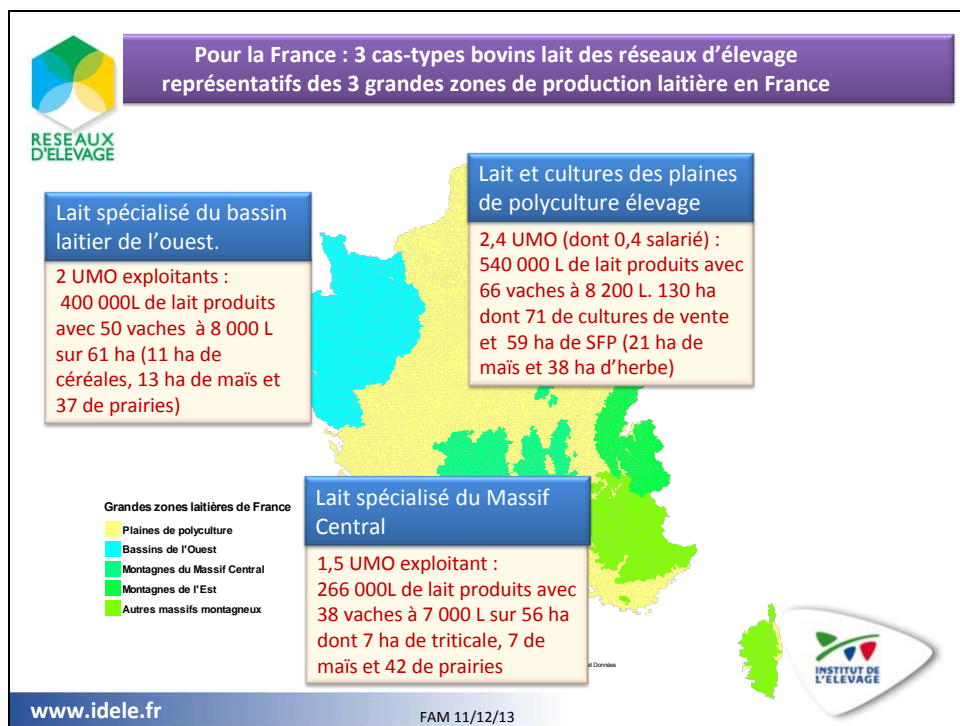 Pour la France : 3 cas-types bovins lait des réseaux d'élevage
représentatifs des 3 grandes zones de production laitière en France
RESEAUX
D'ELEVAGE
Lait et cultures des plaines
de polyculture élevage
2,4 UMO (dont 0,4 salarié) :
540 000 L de lait produits avec
66 vaches à 8 200 L. 130 ha
dont 71 de cultures de vente
et 59 ha de SFP (21 ha de
maïs et 38 ha d'herbe)
Lait spécialisé du bassin
laitier de l'ouest.
2 UMO exploitants :
400 000L de lait produits
avec 50 vaches à 8 000 L
sur 61 ha (11 ha de
céréales, 13 ha de maïs et
37 de prairies)
Lait spécialisé du Massif
Central
1,5 UMO exploitant :
266 000L de lait produits avec
38 vaches à 7 000 L sur 56 ha
dont 7 ha de triticale, 7 de
maïs et 42 de prairies
Grandes zones laitières de France
Plaines de polyculture
Bassins de l'Ouest
Montagnes du Massif Central
Montagnes de l'Est
Autres massifs montagneux
Données
INSTITUT DE
L'ELEVAGE
www.idele.fr
FAM 11/12/13